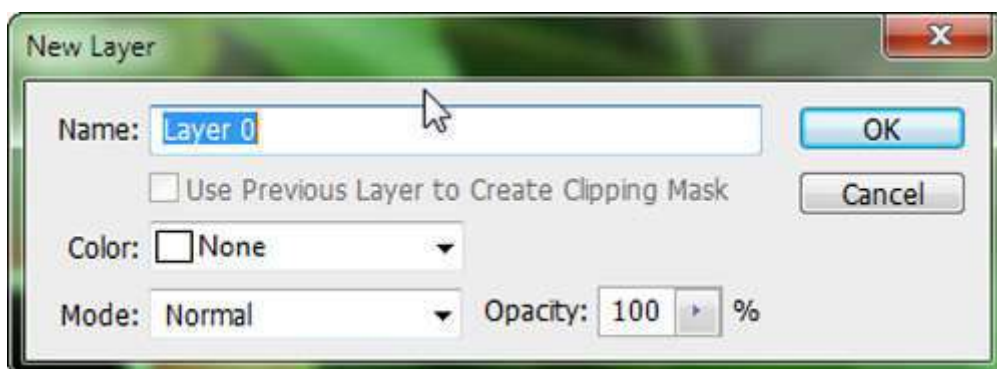 New Layer
Name: Layer 0 OK
Use Previous Layer to Create Clipping Mask Cancel
Color: None
Mode: Normal Opacity: 100 %